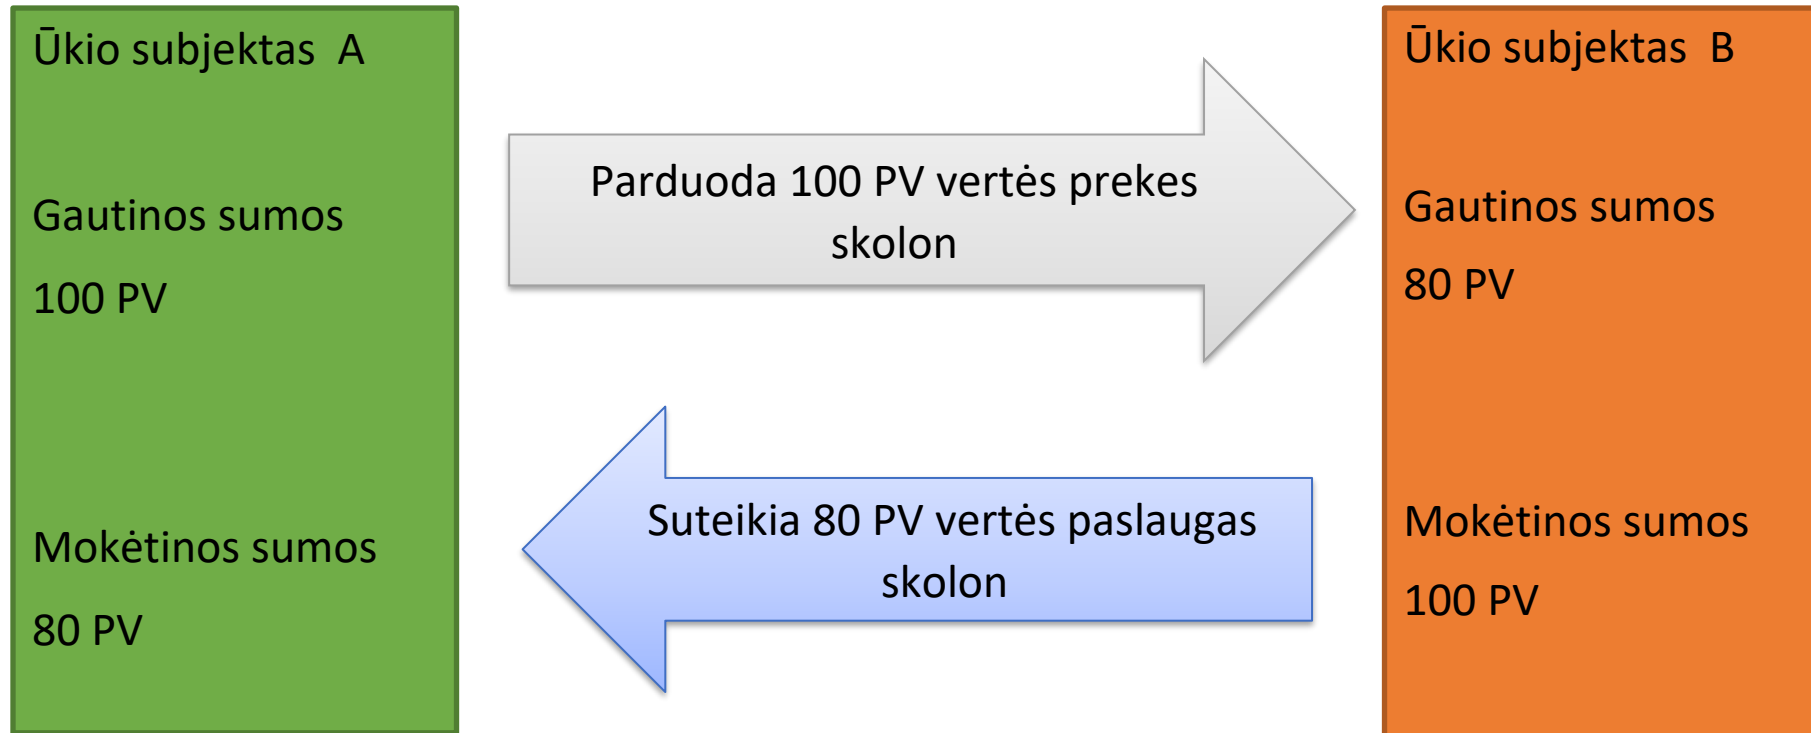 Ūkio subjektas A
Gautinos sumos
100 PV
Mokėtinos sumos
80 PV
Parduoda 100 PV vertės prekes
skolon
Suteikia 80 PV vertės paslaugas
skolon
Ūkio subjektas B
Gautinos sumos
80 PV
Mokėtinos sumos
100 PV